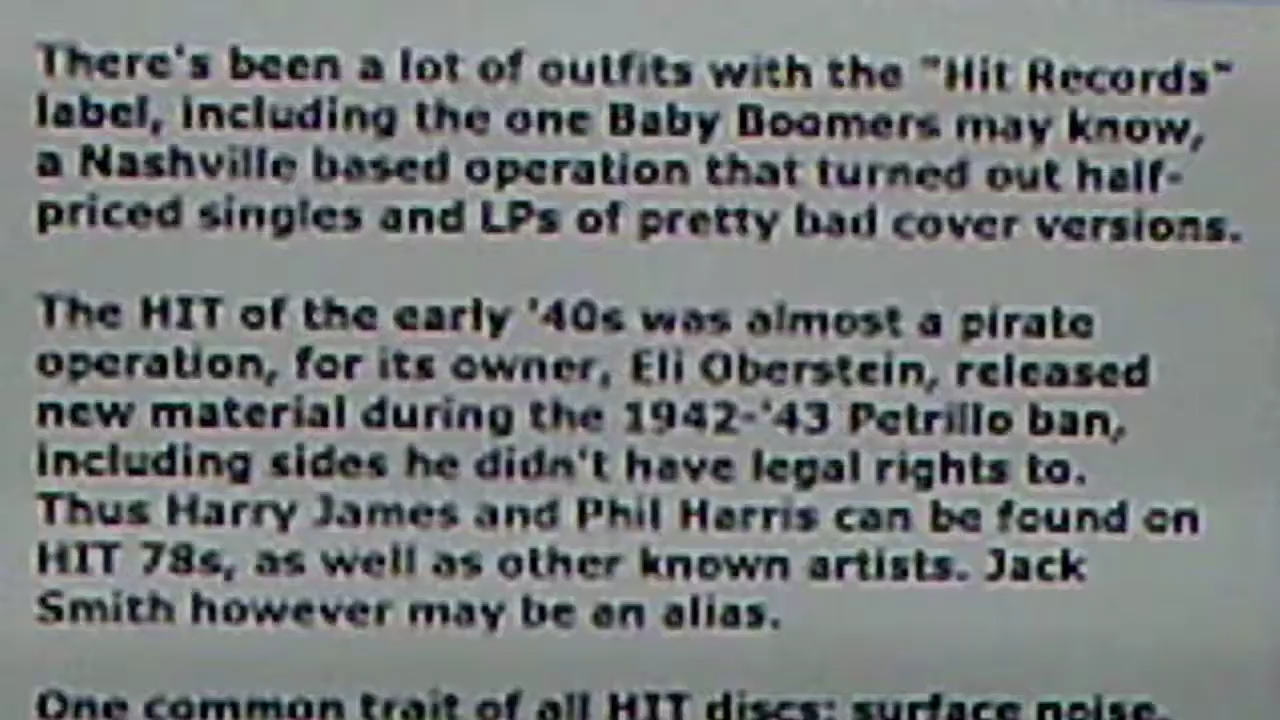 There's been a lot of outfits with the "Hit Records"
label, including the one Baby Boomers may know,
a Nashville based operation that turned out half-
priced singles and LPs of pretty bad cover versions.
The HIT of the early '40s was almost a pirate
operation, for its owner, Eli Oberstein, released
new material during the 1942-'43 Petrillo ban,
including sides he didn't have legal rights to.
Thus Harry James and Phil Harris can be found on
HIT 78s, as well as other known artists. Jack
Smith however may be an alias.
One common trait of all HIT discs: surface noise.